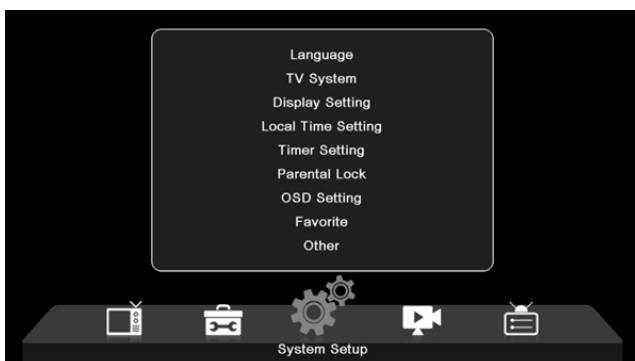 Language
TV System
Display Setting
Local Time Setting
Timer Setting
Parental Lock
OSD Setting
Favorite
Other
System Setup